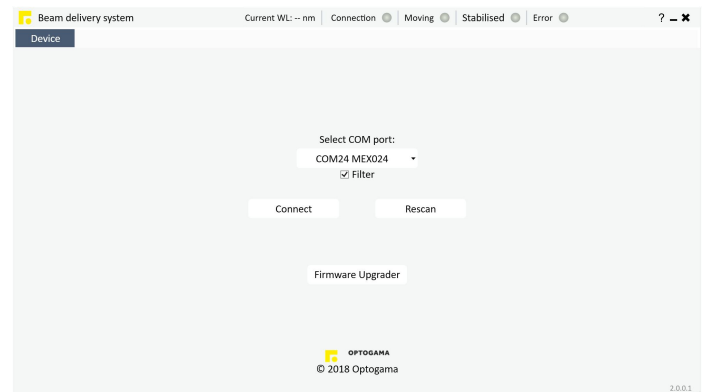 Beam delivery system Current WL: -- nm Connection Moving Stabilised Error ?
Device
Select COM port:
COM24 MEX024
Filter
Connect Rescan
Firmware Upgrader
OPTOGAMA
© 2018 Optogama
2.0.0.1